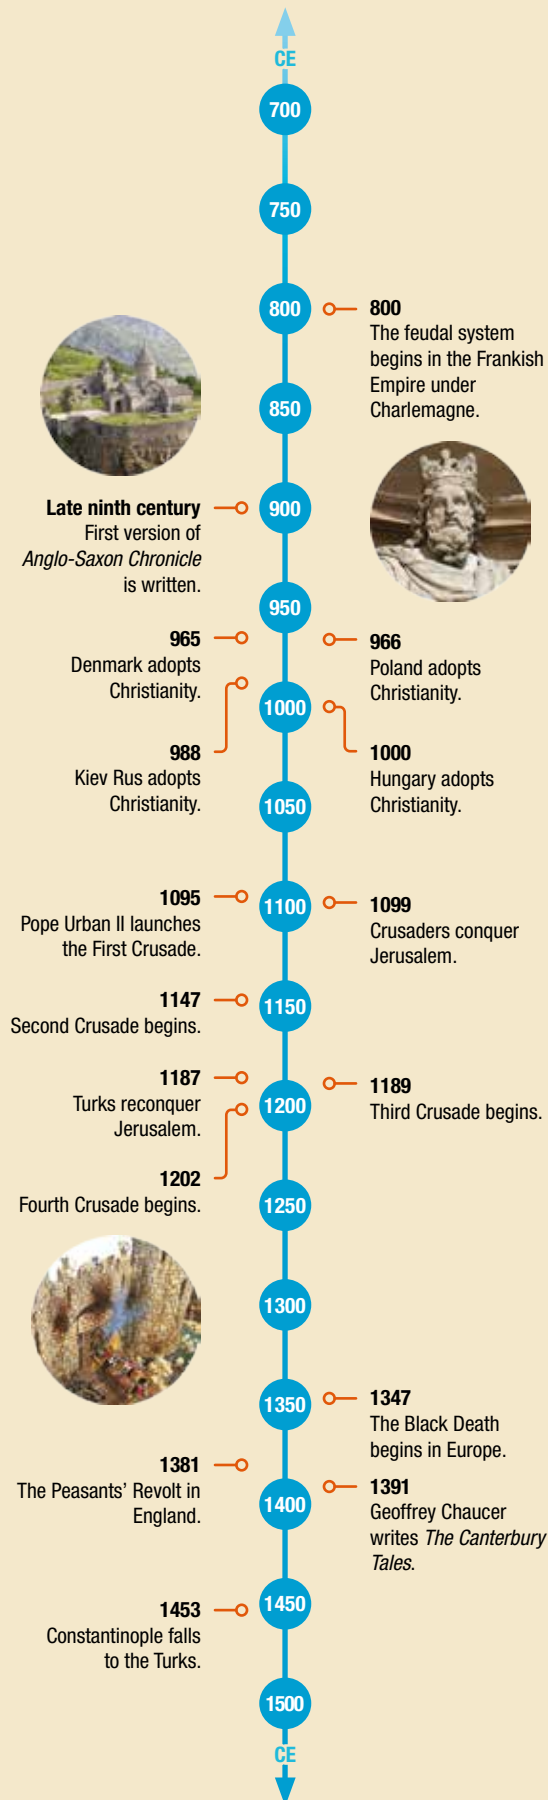 CE
700
750
800
800
The feudal system
begins in the Frankish
Empire under
Charlemagne.
850
Late ninth century
First version of
Anglo-Saxon Chronicle
is written.
900
950
965
Denmark adopts
Christianity.
966
Poland adopts
Christianity.
988
Kiev Rus adopts
Christianity.
1000
1000
Hungary adopts
Christianity.
1050
1095
Pope Urban II launches
the First Crusade.
1100
1099
Crusaders conquer
Jerusalem.
1147
Second Crusade begins.
1150
1187
Turks reconquer
Jerusalem.
1189
Third Crusade begins.
1200
1202
Fourth Crusade begins.
1250
1300
1350
1347
The Black Death
begins in Europe.
1381
The Peasants’ Revolt in
England.
1391
Geoffrey Chaucer
writes The Canterbury
Tales.
1400
1450
1453
Constantinople falls
to the Turks.
1500
CE